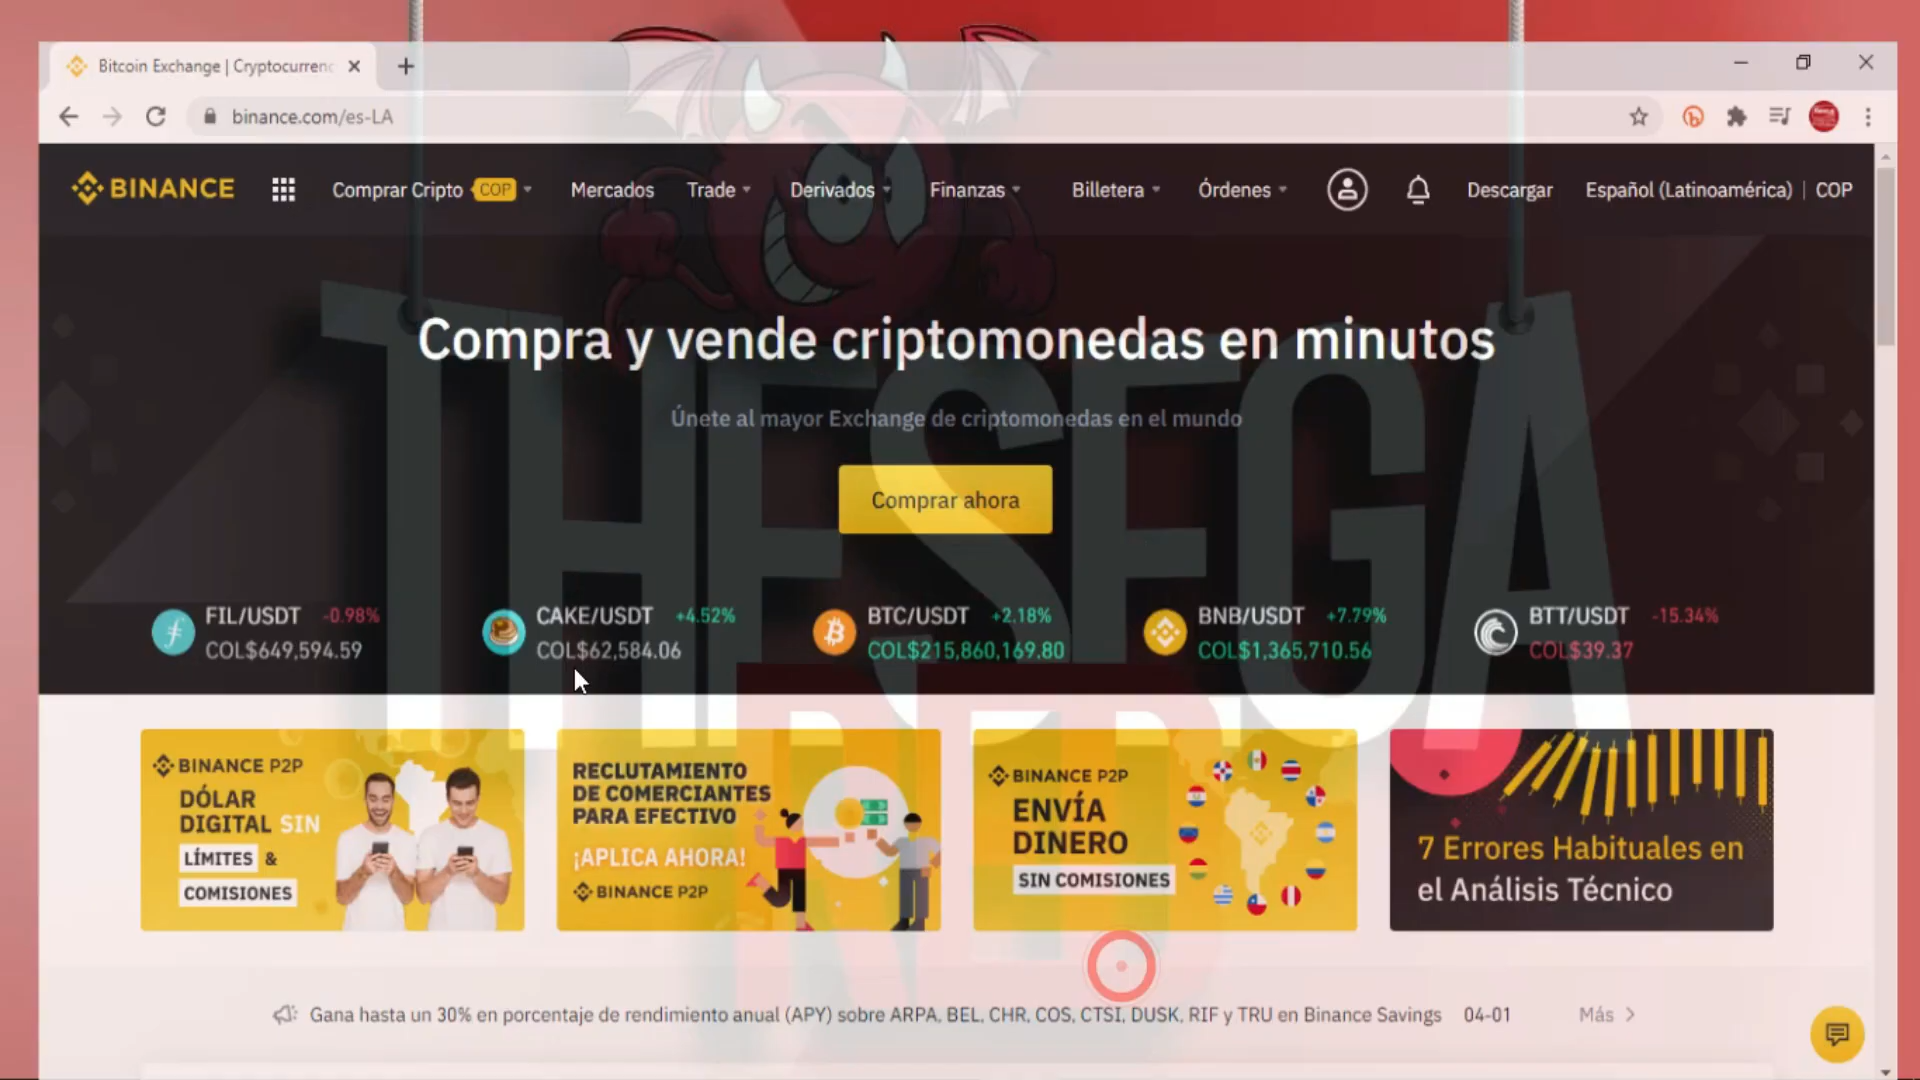 Bitcoin Exchange | Cryptocurren
binance.com/es-LA
BINANCE Comprar Cripto COP Mercados Trade Derivados Finanzas Billetera Órdenes Descargar Español (Latinoamérica) | COP
Compra y vende criptomonedas en minutos
Únete al mayor Exchange de criptomonedas en el mundo
THE SEGA
RED
Comprar ahora
FIL/USDT -0.98% CAKE/USDT +4.52% BTC/USDT +2.18% BNB/USDT +7.79% BTT/USDT -15.34%
COL$649,594.59 COL$62,584.06 COL$215,860,169.80 COL$1,365,710.56 COL$39.37
BINANCE P2P
DÓLAR
DIGITAL SIN
LÍMITES &
COMISIONES
RECLUTAMIENTO
DE COMERCIANTES
PARA EFECTIVO
¡APLICA AHORA!
BINANCE P2P
BINANCE P2P
ENVÍA
DINERO
SIN COMISIONES
7 Errores Habituales en
el Análisis Técnico
Gana hasta un 30% en porcentaje de rendimiento anual (APY) sobre ARPA, BEL, CHR, COS, CTSI, DUSK, RIF y TRU en Binance Savings 04-01 Más